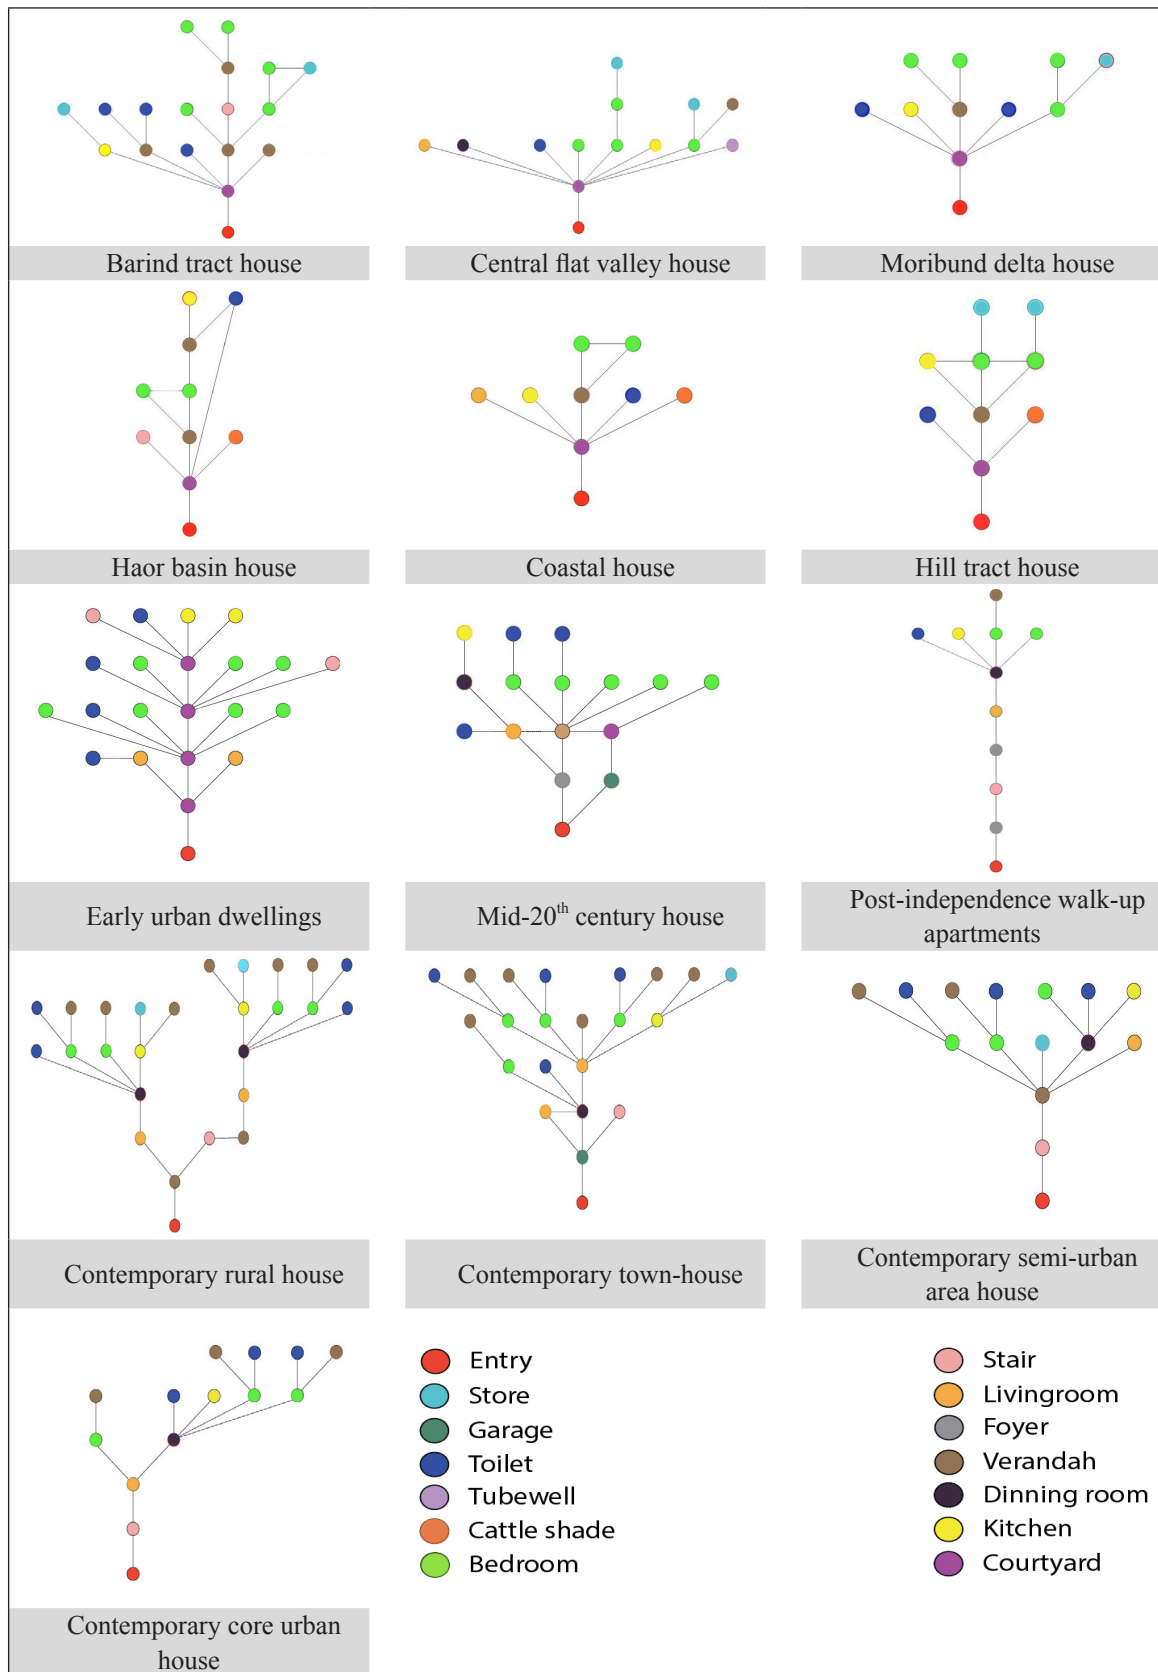 Barind tract house
Central flat valley house
Moribund delta house
Haor basin house
Coastal house
Hill tract house
Early urban dwellings
Mid-20th century house
Post-independence walk-up
apartments
Contemporary rural house
Contemporary town-house
Contemporary semi-urban
area house
Entry
Store
Garage
Toilet
Tubewell
Cattle shade
Bedroom
Stair
Livingroom
Foyer
Verandah
Dinning room
Kitchen
Courtyard
Contemporary core urban
house